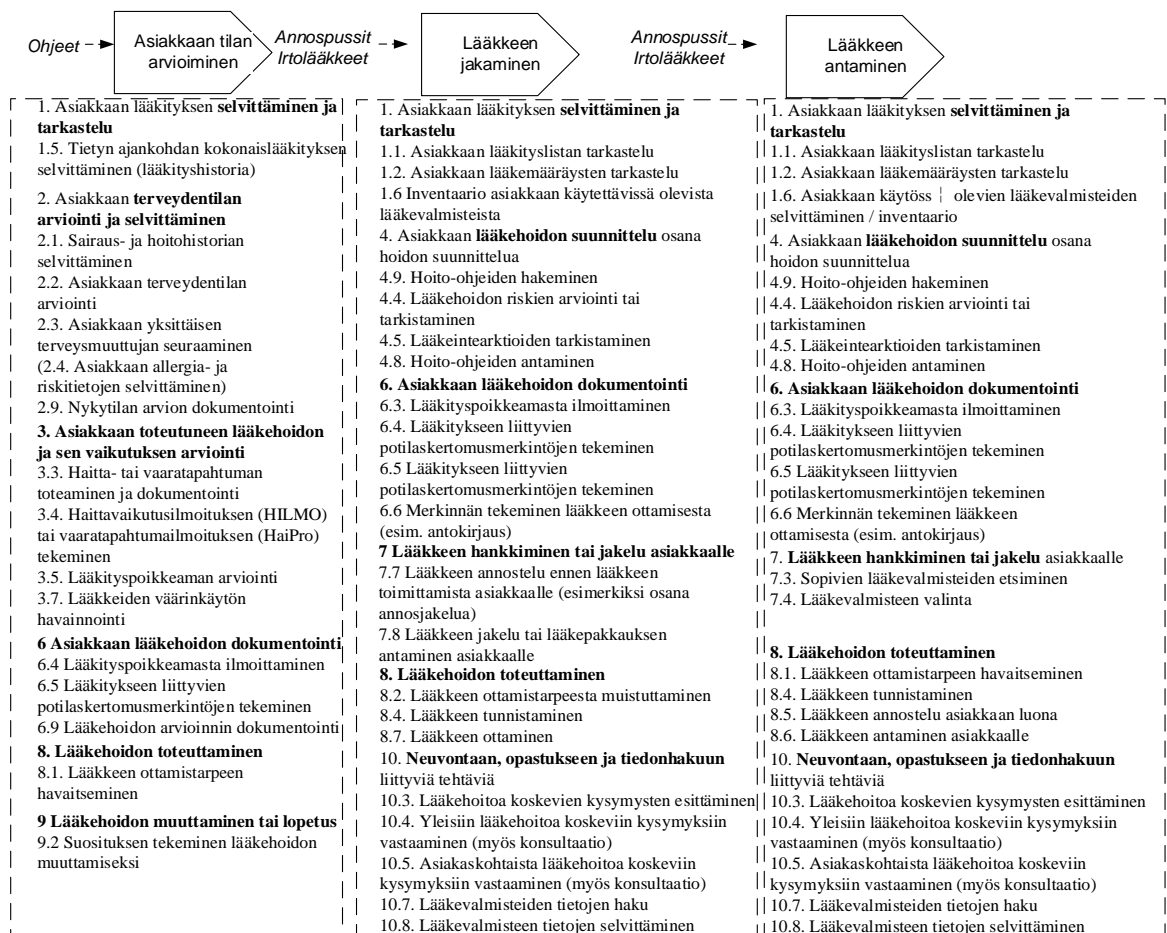 Ohjeet
Asiakkaan tilan
arvioiminen
Annospussit
Irtolääkkeet
Lääkkeen
jakaminen
Annospussit
Irtolääkkeet
Lääkkeen
antaminen
1. Asiakkaan lääkityksen selvittäminen ja
tarkastelu
1.5. Tietyn ajankohdan kokonaislääkityksen
selvittäminen (lääkityshistoria)
2. Asiakkaan terveydentilan
arviointi ja selvittäminen
2.1. Sairaus- ja hoitohistorian
selvittäminen
2.2. Asiakkaan terveydentilan
arviointi
2.3. Asiakkaan yksittäisen
terveysmuuttujan seuraaminen
(2.4. Asiakkaan allergia- ja
riskitietojen selvittäminen)
2.9. Nykytilan arvion dokumentointi
3. Asiakkaan toteutuneen lääkehoidon
ja sen vaikutuksen arviointi
3.3. Haitta- tai vaaratapahtuman
toteaminen ja dokumentointi
3.4. Haittavaikutusilmoituksen (HILMO)
tai vaaratapahtumailmoituksen (HaiPro)
tekeminen
3.5. Lääkityspoikkeaman arviointi
3.7. Lääkkeiden väärinkäytön
havainnointi
6 Asiakkaan lääkehoidon dokumentointi
6.4 Lääkityspoikkeamasta ilmoittaminen
6.5 Lääkitykseen liittyvien
potilaskertomusmerkintöjen tekeminen
6.9 Lääkehoidon arvioinnin dokumentointi
8. Lääkehoidon toteuttaminen
8.1. Lääkkeen ottamistarpeen
havaitseminen
9 Lääkehoidon muuttaminen tai lopetus
9.2 Suosituksen tekeminen lääkehoidon
muuttamiseksi
1. Asiakkaan lääkityksen selvittäminen ja
tarkastelu
1.1. Asiakkaan lääkityslistan tarkastelu
1.2. Asiakkaan lääkemääräysten tarkastelu
1.6 Inventaario asiakkaan käytettävissä olevista
lääkevalmisteista
4. Asiakkaan lääkehoidon suunnittelu osana
hoidon suunnittelua
4.9. Hoito-ohjeiden hakeminen
4.4. Lääkehoidon riskien arviointi tai
tarkistaminen
4.5. Lääkeintearktioiden tarkistaminen
4.8. Hoito-ohjeiden antaminen
6. Asiakkaan lääkehoidon dokumentointi
6.3. Lääkityspoikkeamasta ilmoittaminen
6.4. Lääkitykseen liittyvien
potilaskertomusmerkintöjen tekeminen
6.5 Lääkitykseen liittyvien
potilaskertomusmerkintöjen tekeminen
6.6 Merkinnän tekeminen lääkkeen ottamisesta
(esim. antokirjaus)
7 Lääkkeen hankkiminen tai jakelu asiakkaalle
7.7 Lääkkeen annostelu ennen lääkkeen
toimittamista asiakkaalle (esimerkiksi osana
annosjakelua)
7.8 Lääkkeen jakelu tai lääkepakkauksen
antaminen asiakkaalle
8. Lääkehoidon toteuttaminen
8.2. Lääkkeen ottamistarpeesta muistuttaminen
8.4. Lääkkeen tunnistaminen
8.7. Lääkkeen ottaminen
10. Neuvontaan, opastukseen ja tiedonhakuun
liittyviä tehtäviä
10.3. Lääkehoitoa koskevien kysymysten esittäminen
10.4. Yleisiin lääkehoitoa koskeviin kysymyksiin
vastaaminen (myös konsultaatio)
10.5. Asiakaskohtaista lääkehoitoa koskeviin
kysymyksiin vastaaminen (myös konsultaatio)
10.7. Lääkevalmisteiden tietojen haku
10.8. Lääkevalmisteen tietojen selvittäminen
1. Asiakkaan lääkityksen selvittäminen ja
tarkastelu
1.1. Asiakkaan lääkityslistan tarkastelu
1.2. Asiakkaan lääkemääräysten tarkastelu
1.6. Asiakkaan käytöss ¦ olevien lääkevalmisteiden
selvittäminen / inventaario
4. Asiakkaan lääkehoidon suunnittelu osana
hoidon suunnittelua
4.9. Hoito-ohjeiden hakeminen
4.4. Lääkehoidon riskien arviointi tai
tarkistaminen
4.5. Lääkeintearktioiden tarkistaminen
4.8. Hoito-ohjeiden antaminen
6. Asiakkaan lääkehoidon dokumentointi
6.3. Lääkityspoikkeamasta ilmoittaminen
6.4. Lääkitykseen liittyvien
potilaskertomusmerkintöjen tekeminen
6.5 Lääkitykseen liittyvien
potilaskertomusmerkintöjen tekeminen
6.6 Merkinnän tekeminen lääkkeen
ottamisesta (esim. antokirjaus)
7. Lääkkeen hankkiminen tai jakelu asiakkaalle
7.3. Sopivien lääkevalmisteiden etsiminen
7.4. Lääkevalmisteen valinta
8. Lääkehoidon toteuttaminen
8.1. Lääkkeen ottamistarpeen havaitseminen
8.4. Lääkkeen tunnistaminen
8.5. Lääkkeen annostelu asiakkaan luona
8.6. Lääkkeen antaminen asiakkaalle
10. Neuvontaan, opastukseen ja tiedonhakuun
liittyviä tehtäviä
10.3. Lääkehoitoa koskevien kysymysten esittäminen
10.4. Yleisiin lääkehoitoa koskeviin kysymyksiin
vastaaminen (myös konsultaatio)
10.5. Asiakaskohtaista lääkehoitoa koskeviin
kysymyksiin vastaaminen (myös konsultaatio)
10.7. Lääkevalmisteiden tietojen haku
10.8. Lääkevalmisteen tietojen selvittäminen